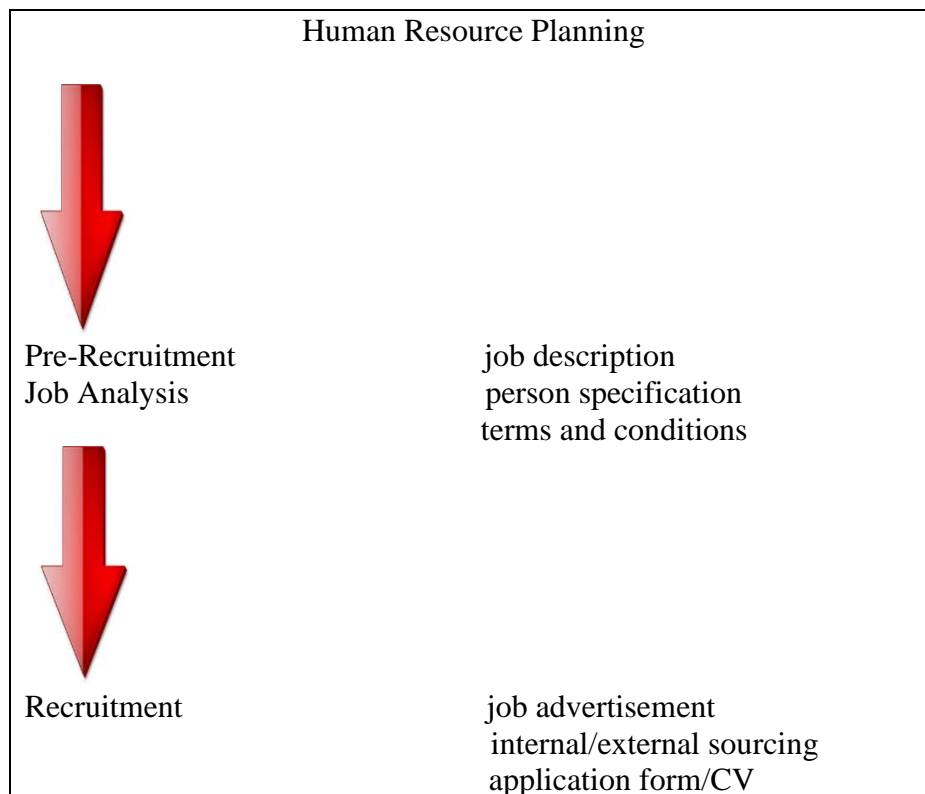 Human Resource Planning
Pre-Recruitment job description
Job Analysis person specification
terms and conditions
Recruitment job advertisement
internal/external sourcing
application form/CV